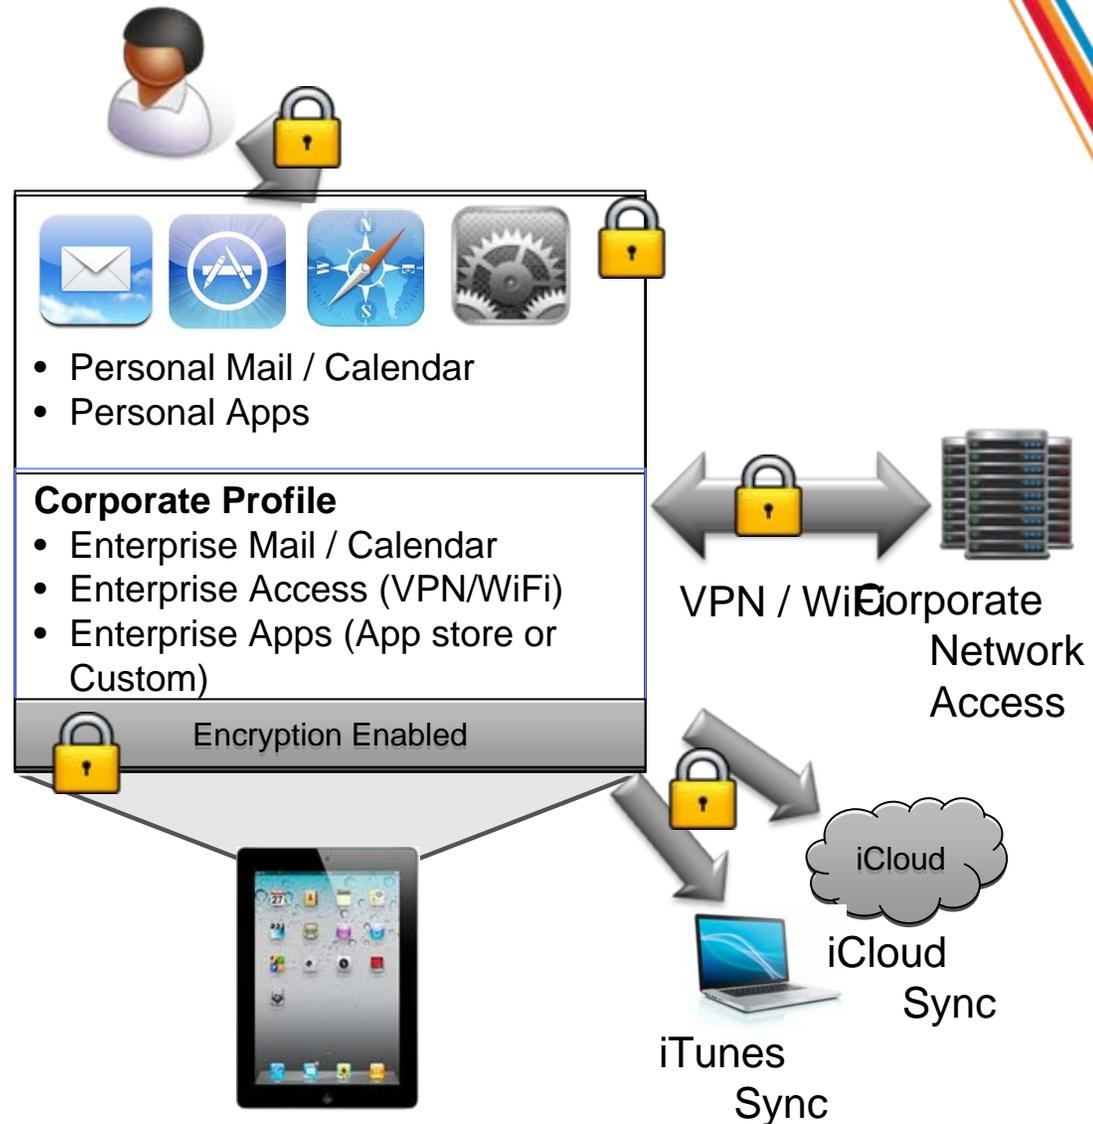 • Personal Mail / Calendar
• Personal Apps
Corporate Profile
• Enterprise Mail / Calendar
• Enterprise Access (VPN/WiFi)
• Enterprise Apps (App store or
Custom)
Encryption Enabled
VPN / WiFi
Corporate
Network
Access
iCloud
iCloud
Sync
iTunes
Sync
N
W
E
S
27